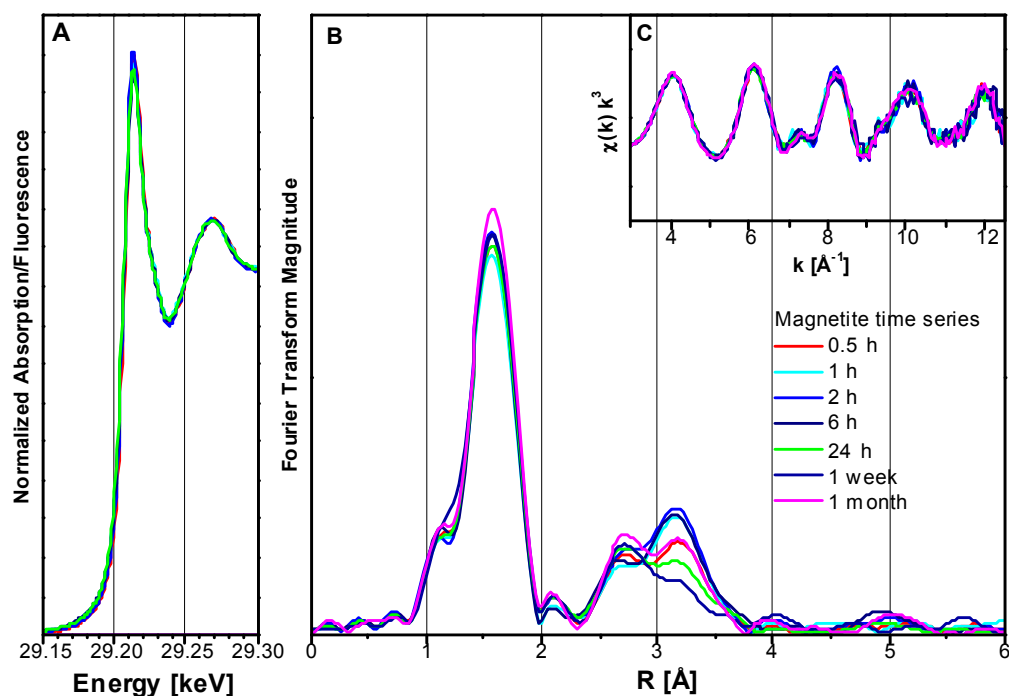 A
Normalized Absorption/Fluorescence
29.15
29.20
29.25
29.30
Energy [keV]
B
Fourier Transform Magnitude
0
1
2
3
4
5
6
R [Å]
C
χ(k) k³
4
6
8
10
12
k [Å⁻¹]
Magnetite time series
0.5 h
1 h
2 h
6 h
24 h
1 week
1 month